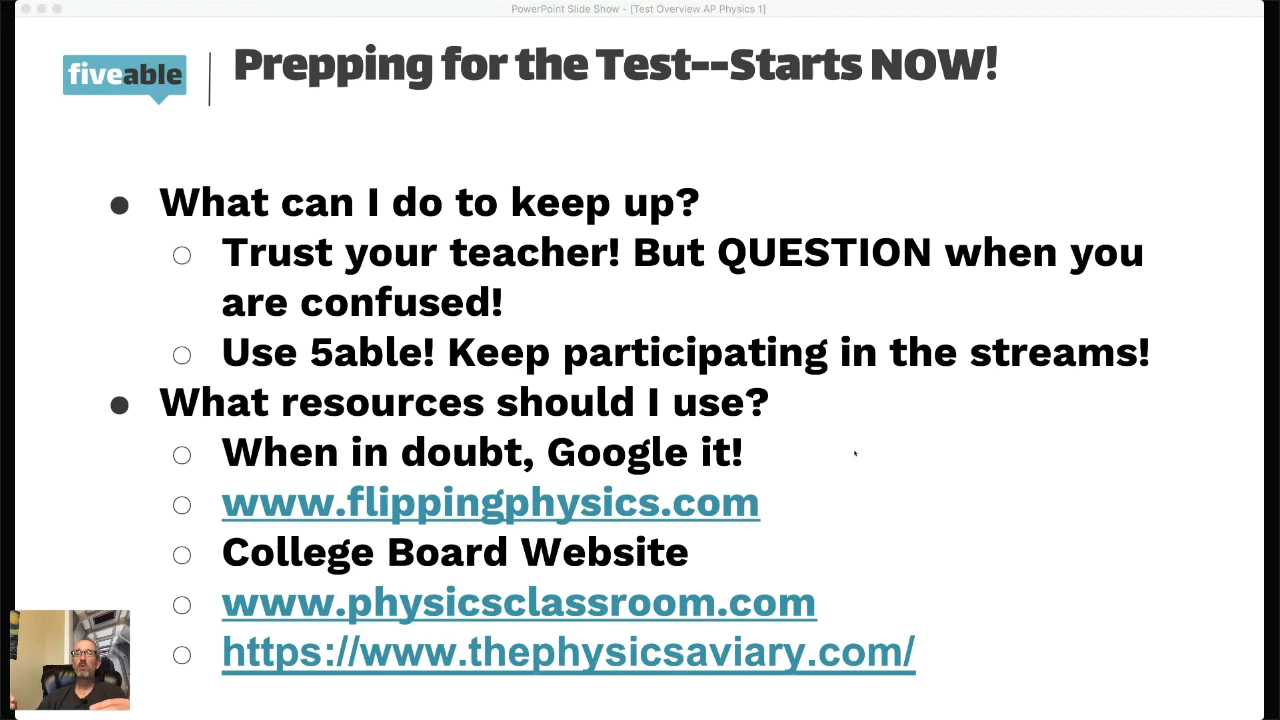 PowerPoint Slide Show - [Test Overview AP Physics 1]
fiveable
Prepping for the Test--Starts NOW!
● What can I do to keep up?
○ Trust your teacher! But QUESTION when you
are confused!
○ Use 5able! Keep participating in the streams!
● What resources should I use?
○ When in doubt, Google it!
○ www.flippingphysics.com
○ College Board Website
○ www.physicsclassroom.com
○ https://www.thephysicsaviary.com/